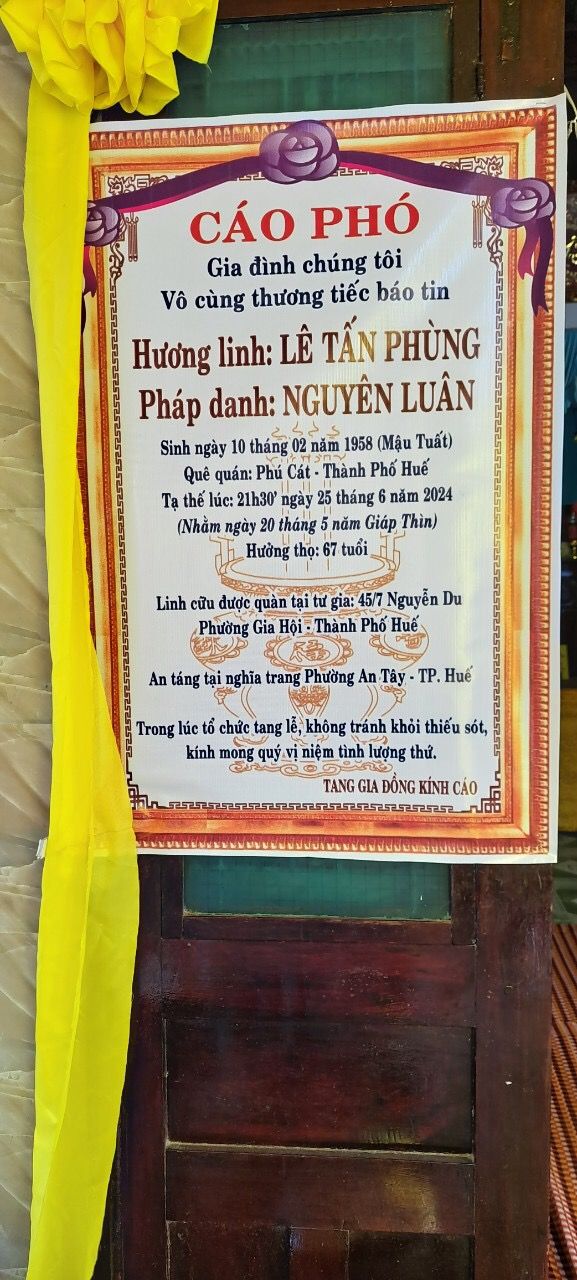 CÁO PHÓ
Gia đình chúng tôi
Vô cùng thương tiếc báo tin
Hương linh: LÊ TẤN PHÙNG
Pháp danh: NGUYÊN LUÂN
Sinh ngày 10 tháng 02 năm 1958 (Mậu Tuất)
Quê quán: Phú Cát - Thành Phố Huế
Tạ thế lúc: 21h30' ngày 25 tháng 6 năm 2024
(Nhằm ngày 20 tháng 5 năm Giáp Thìn)
Hưởng thọ: 67 tuổi
Linh cữu được quàn tại tư gia: 45/7 Nguyễn Du
Phường Gia Hội - Thành Phố Huế
An táng tại nghĩa trang Phường An Tây - TP. Huế
Trong lúc tổ chức tang lễ, không tránh khỏi thiếu sót,
kính mong quý vị niệm tình lượng thứ.
TANG GIA ĐỒNG KÍNH CÁO